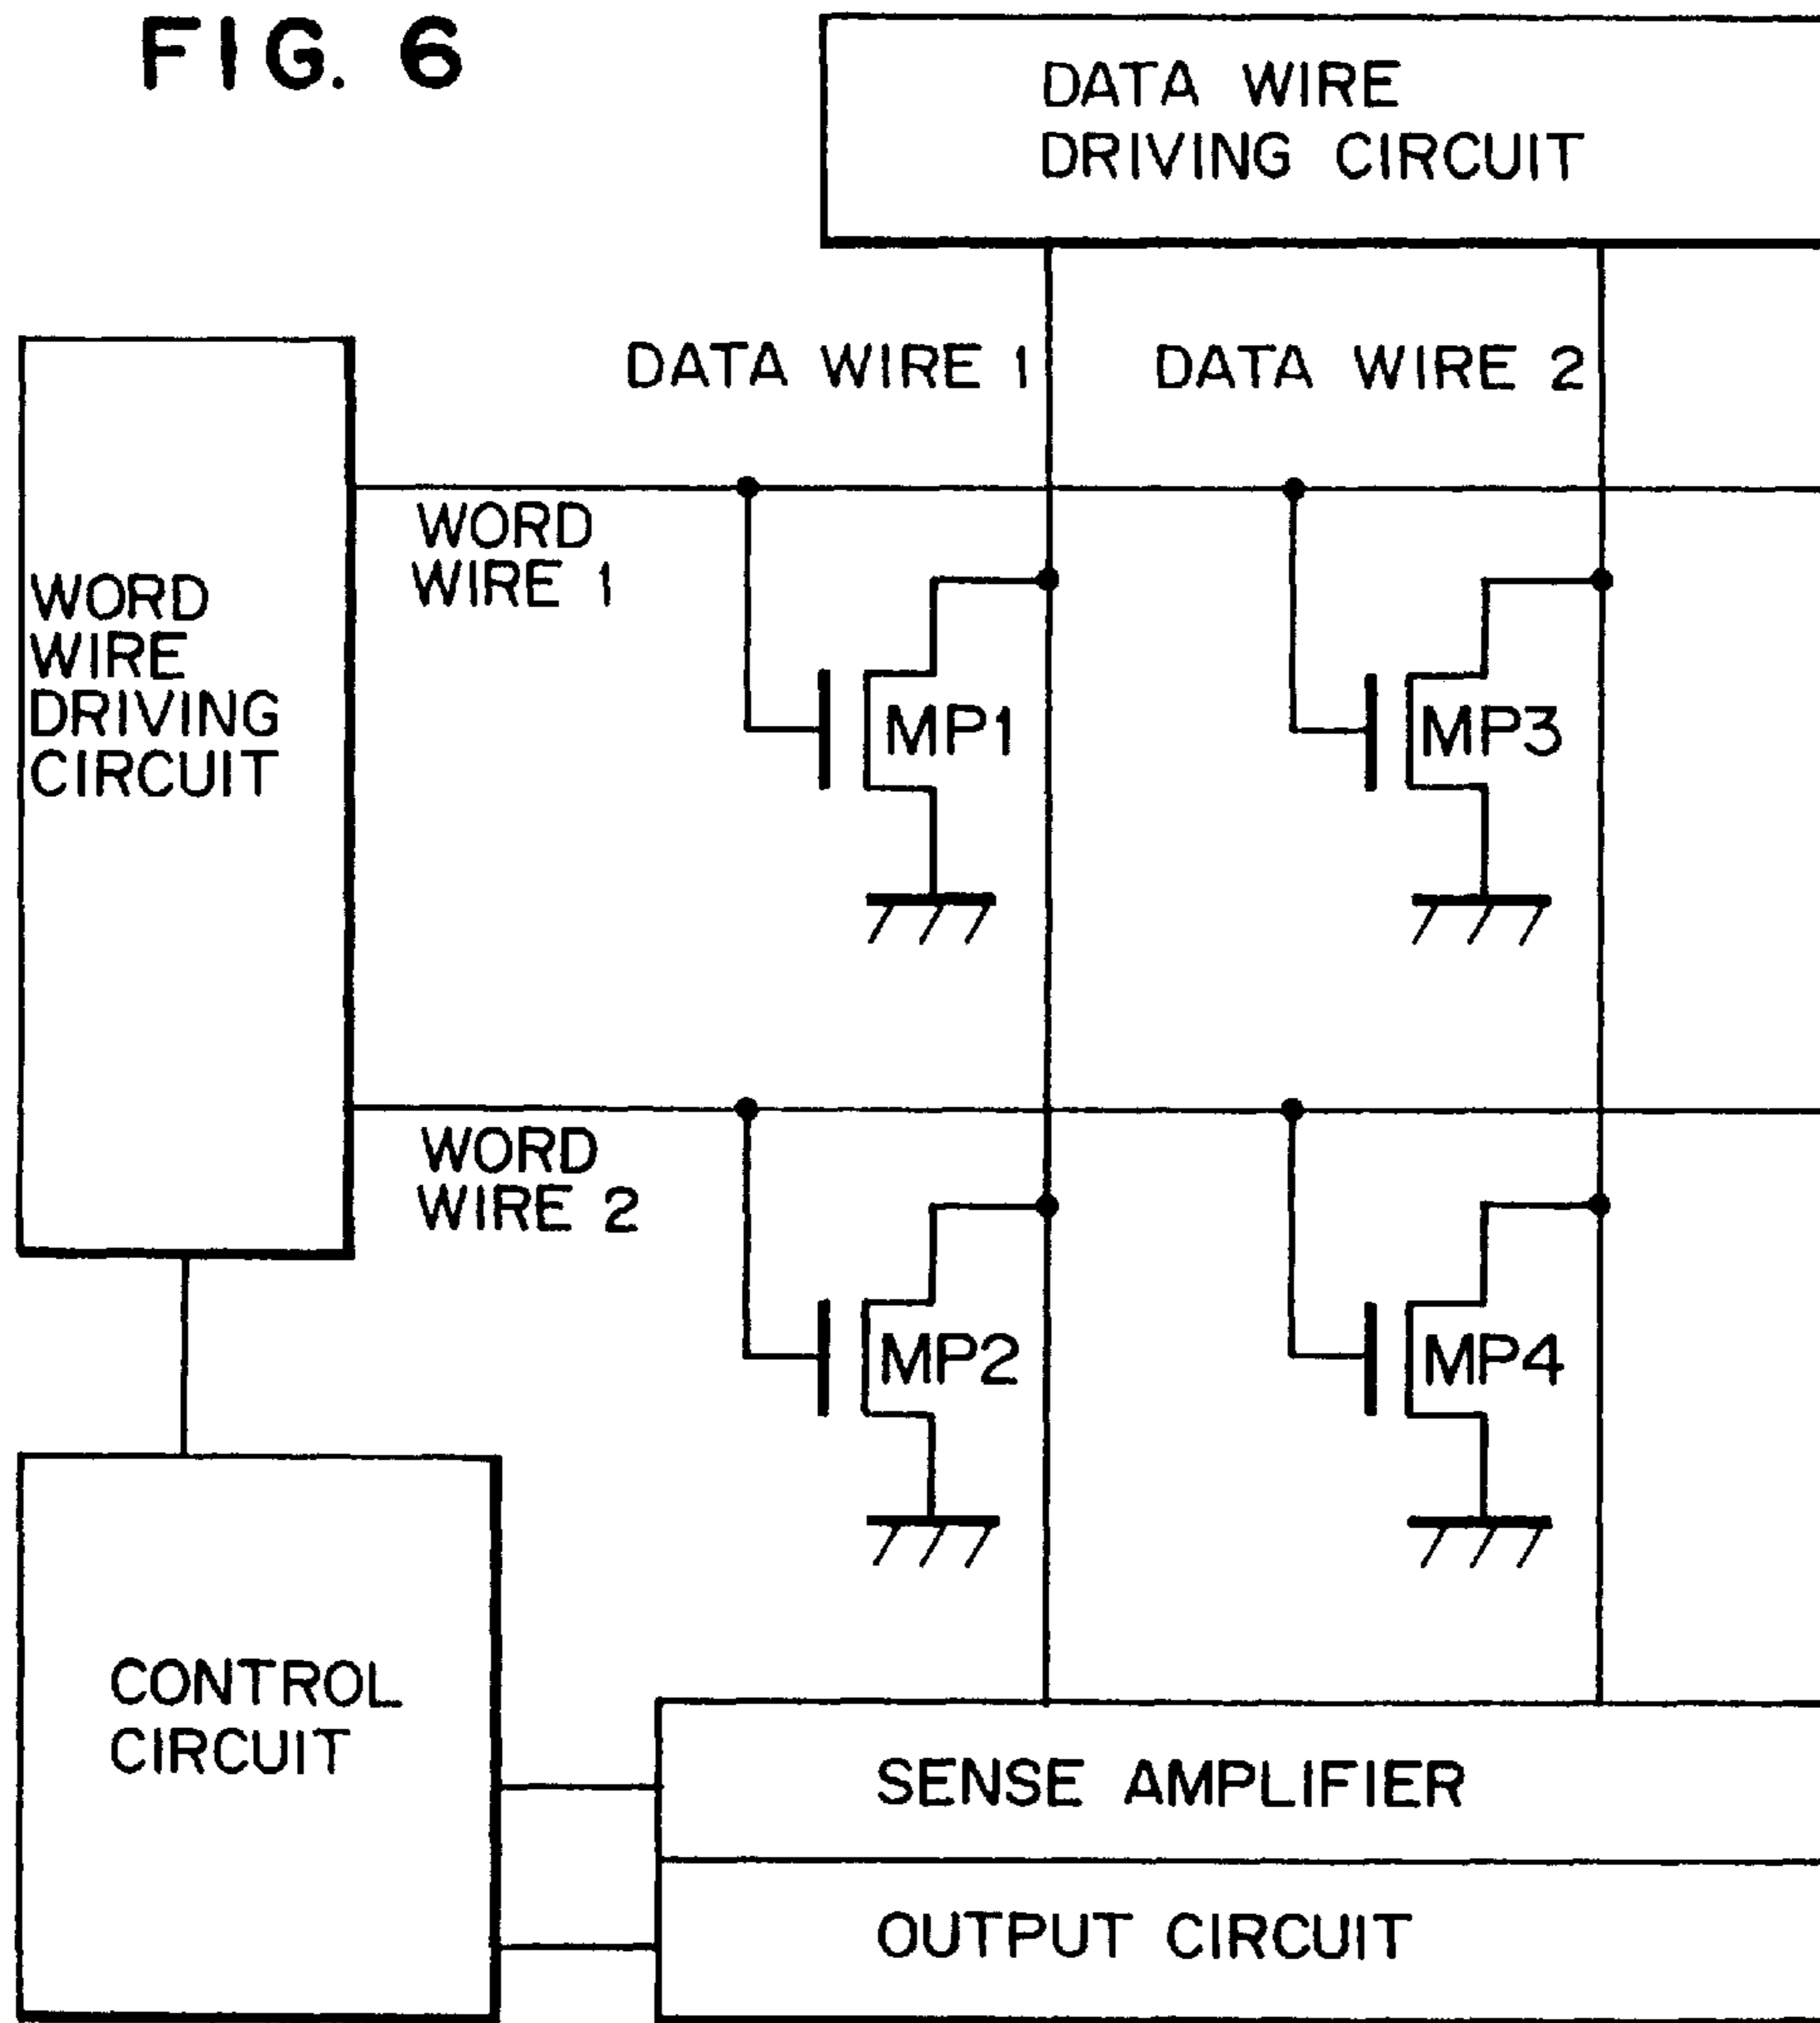 FIG. 6
DATA WIRE
DRIVING CIRCUIT
DATA WIRE 1
DATA WIRE 2
WORD
WIRE 1
WORD
WIRE
DRIVING
CIRCUIT
MP1
MP3
WORD
WIRE 2
MP2
MP4
CONTROL
CIRCUIT
SENSE AMPLIFIER
OUTPUT CIRCUIT